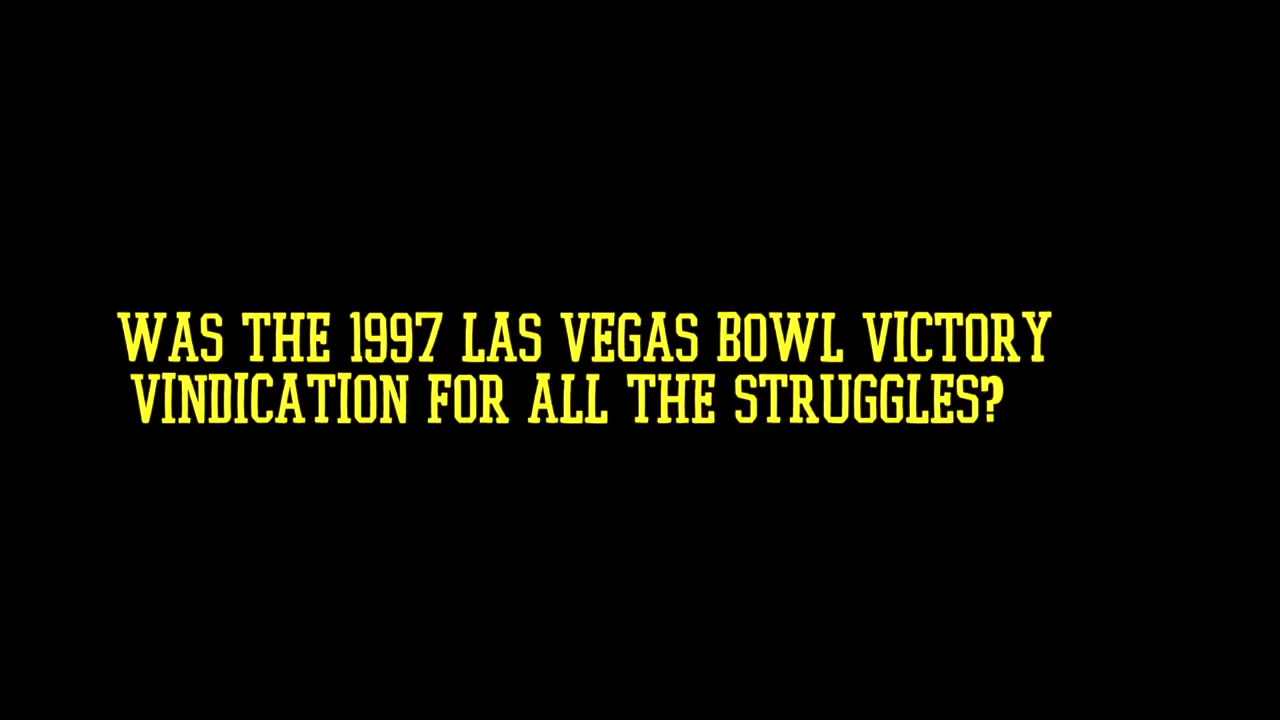 WAS THE 1997 LAS VEGAS BOWL VICTORY
VINDICATION FOR ALL THE STRUGGLES?